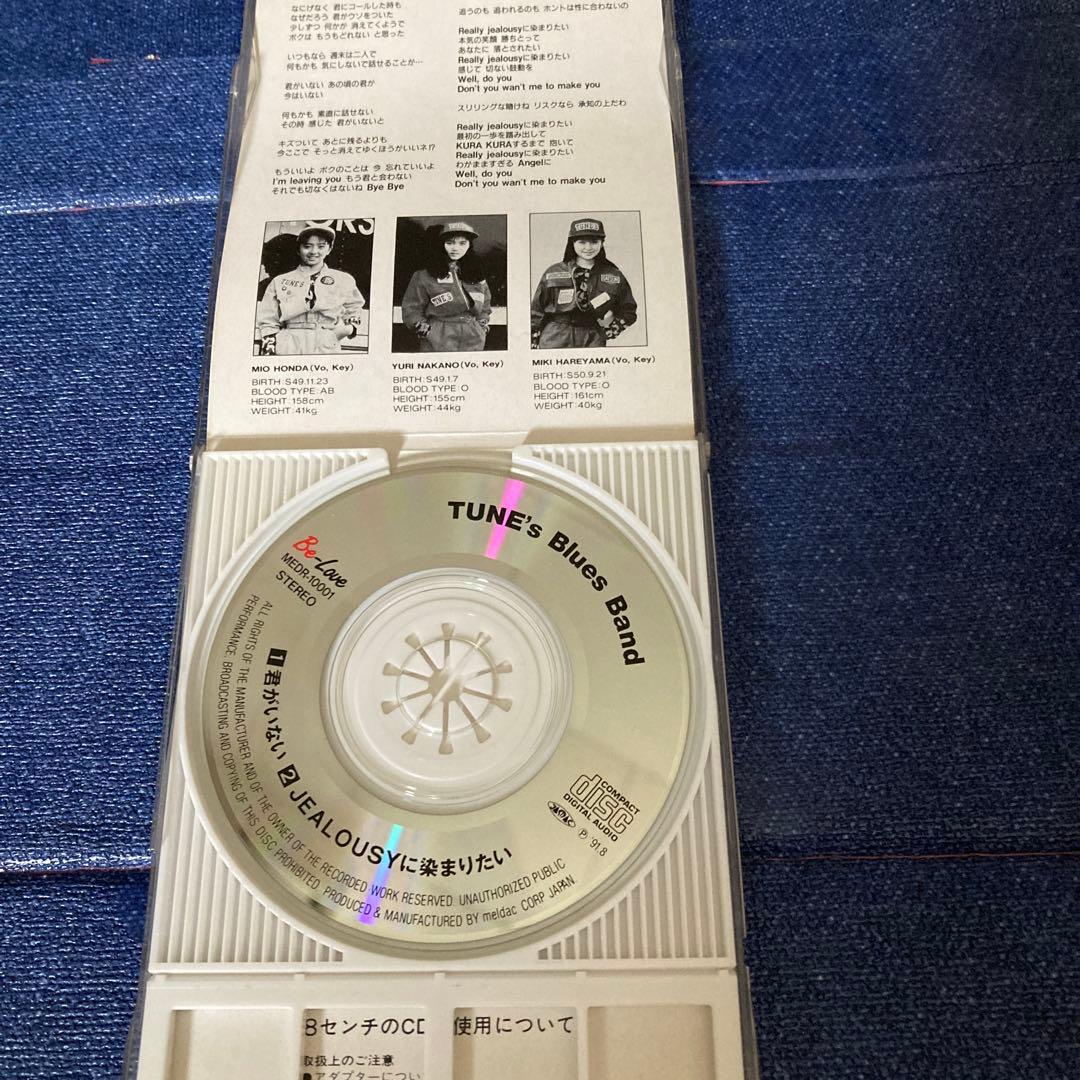 なにげなく 君にコールした時も
なぜだろう 君がウソをついた
少しずつ 何かが 消えてくようで
ボクは もうもどれない と思った
いつもなら 週末は二人で
何もかも 気にしないで話せることが…
君がいない あの頃の君が
今はいない
何もかも 素直に話せない
その時 感じた 君がいないと
キズついて あとに残るよりも
今ここで そっと消えてゆくほうがいいネ!?
もういいよ ボクのことは 今 忘れていいよ
I'm leaving you もう君と会わない
それでも切なくはないね Bye Bye
追うのも 追われるのも ホントは性に合わないの
Really jealousyに染まりたい
本気の笑顔 勝ちとって
あなたに 落とされたい
Really jealousyに染まりたい
感じて 切ない鼓動を
Well, do you
Don't you wan't me to make you
スリリングな賭けね リスクなら 承知の上だわ
Really jealousyに染まりたい
最初の一歩を踏み出して
KURA KURAするまで 抱いて
Really jealousyに染まりたい
わがまますぎる Angelに
Well, do you
Don't you wan't me to make you
TUNE'S
TUNE'S
MIO HONDA(Vo, Key)
BIRTH:S49.11.23
BLOOD TYPE:AB
HEIGHT:158cm
WEIGHT:41kg
YURI NAKANO(Vo, Key)
BIRTH:S49.1.7
BLOOD TYPE:O
HEIGHT:155cm
WEIGHT:44kg
MIKI HAREYAMA(Vo, Key)
BIRTH:S50.9.21
BLOOD TYPE:O
HEIGHT:161cm
WEIGHT:40kg
TUNE's Blues Band
Be-Love
MEDR-10001
STEREO
1 君がいない 2 JEALOUSYに染まりたい
COMPACT
disc
DIGITAL AUDIO
Ⓟ '91.8
ALL RIGHTS OF THE MANUFACTURER AND OF THE OWNER OF THE RECORDED WORK RESERVED. UNAUTHORIZED PUBLIC
PERFORMANCE, BROADCASTING AND COPYING OF THIS DISC PROHIBITED. PRODUCED & MANUFACTURED BY meldac CORP. JAPAN.
8センチのCD 使用について
取扱上のご注意
●アダプターについ